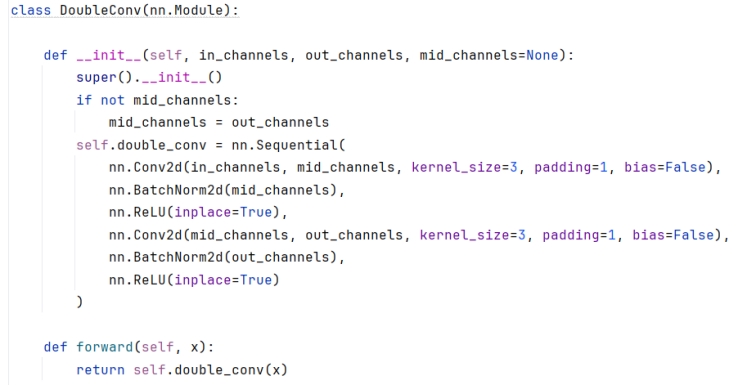 class DoubleConv(nn.Module):
    def __init__(self, in_channels, out_channels, mid_channels=None):
        super().__init__()
        if not mid_channels:
            mid_channels = out_channels
        self.double_conv = nn.Sequential(
            nn.Conv2d(in_channels, mid_channels, kernel_size=3, padding=1, bias=False),
            nn.BatchNorm2d(mid_channels),
            nn.ReLU(inplace=True),
            nn.Conv2d(mid_channels, out_channels, kernel_size=3, padding=1, bias=False),
            nn.BatchNorm2d(out_channels),
            nn.ReLU(inplace=True)
        )
    def forward(self, x):
        return self.double_conv(x)